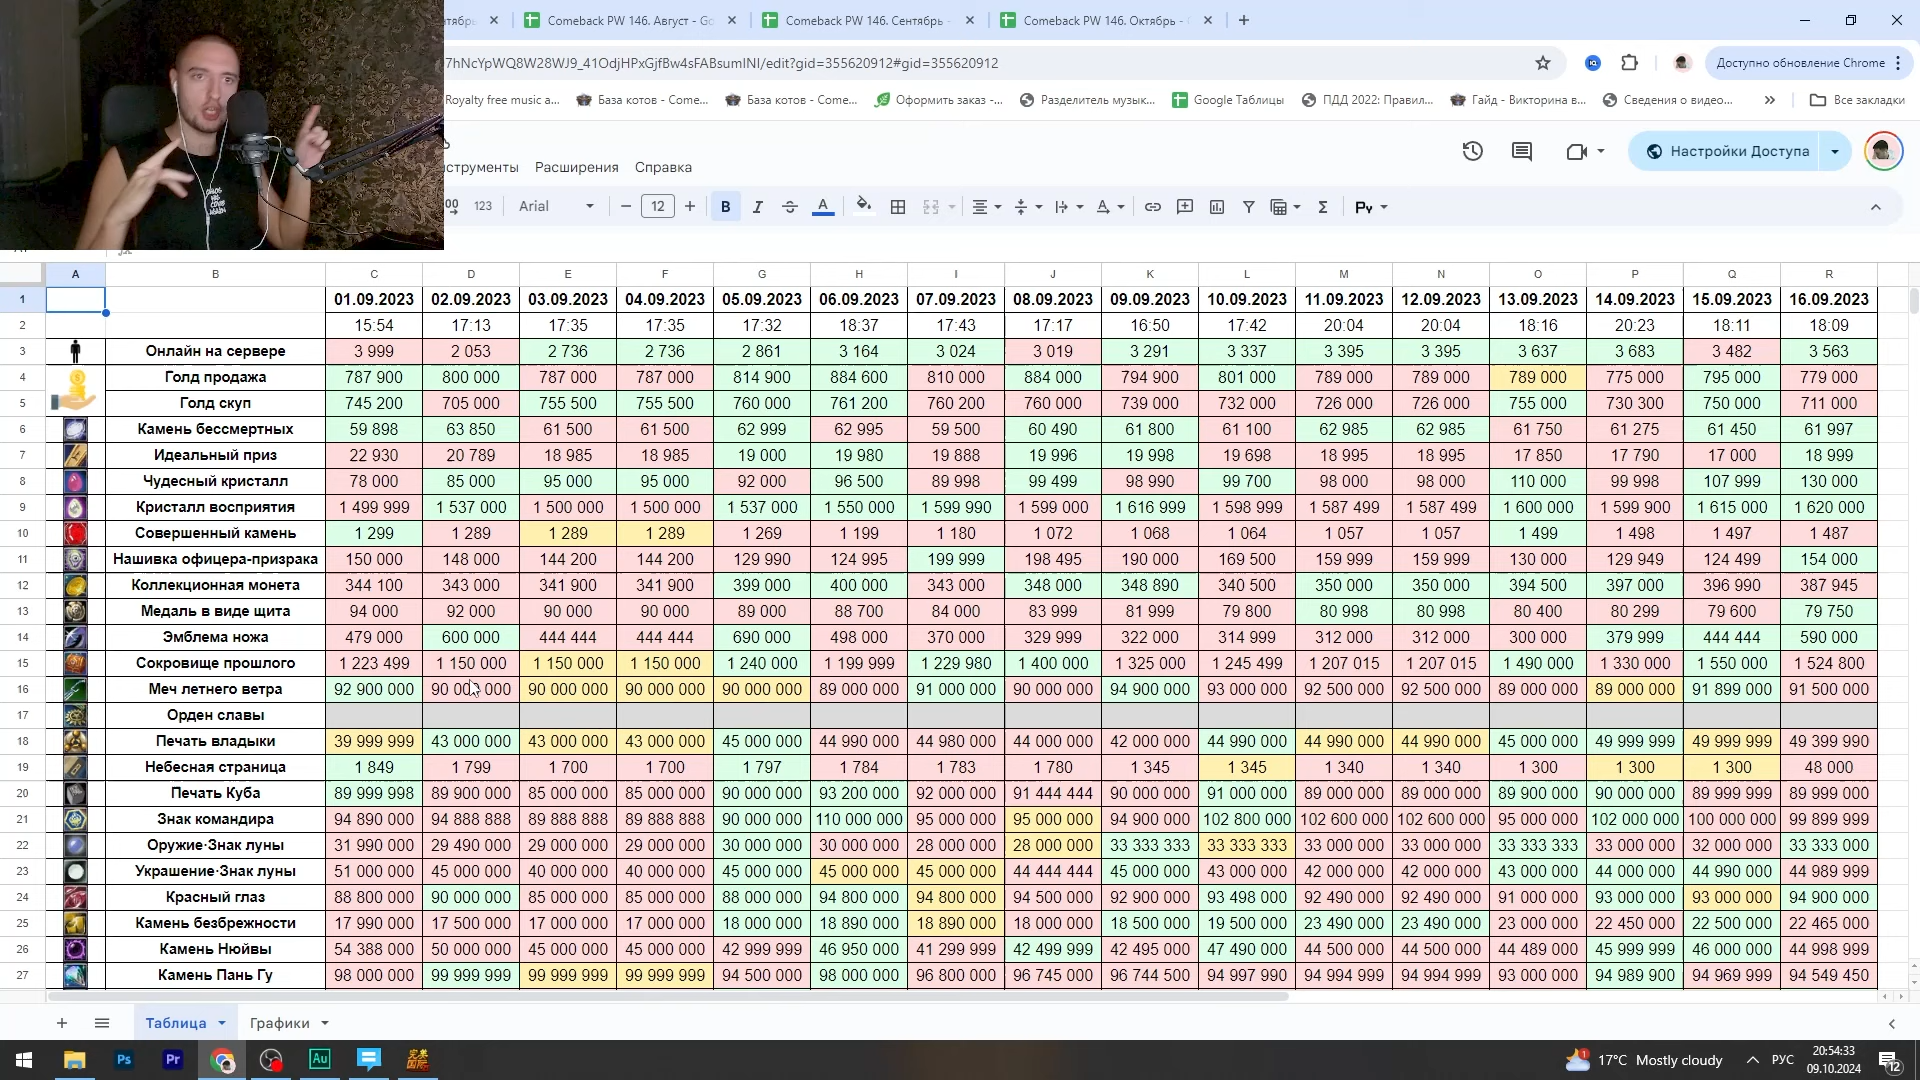 Comeback PW 146. Август - Go
Comeback PW 146. Сентябрь -
Comeback PW 146. Октябрь -
7hNcYpWQ8W28WJ9_41OdjHPxGjfBw4sFABsumINI/edit?gid=355620912#gid=355620912
Доступно обновление Chrome
Royalty free music a...
База котов - Come...
База котов - Come...
Оформить заказ -...
Разделитель музык...
Google Таблицы
ПДД 2022: Правил...
Гайд - Викторина в...
Сведения о видео...
Все закладки
Расширения Справка
Настройки Доступа
123 Arial 12
A B C D E F G H I J K L M N O P Q R
1 01.09.2023 02.09.2023 03.09.2023 04.09.2023 05.09.2023 06.09.2023 07.09.2023 08.09.2023 09.09.2023 10.09.2023 11.09.2023 12.09.2023 13.09.2023 14.09.2023 15.09.2023 16.09.2023
2 15:54 17:13 17:35 17:35 17:32 18:37 17:43 17:17 16:50 17:42 20:04 20:04 18:16 20:23 18:11 18:09
3 Онлайн на сервере 3 999 2 053 2 736 2 736 2 861 3 164 3 024 3 019 3 291 3 337 3 395 3 395 3 637 3 683 3 482 3 563
4 Голд продажа 787 900 800 000 787 000 787 000 814 900 884 600 810 000 884 000 794 900 801 000 789 000 789 000 789 000 775 000 795 000 779 000
5 Голд скуп 745 200 705 000 755 500 755 500 760 000 761 200 760 200 760 000 739 000 732 000 726 000 726 000 755 000 730 300 750 000 711 000
6 Камень бессмертных 59 898 63 850 61 500 61 500 62 999 62 995 59 500 60 490 61 800 61 100 62 985 62 985 61 750 61 275 61 450 61 997
7 Идеальный приз 22 930 20 789 18 985 18 985 19 000 19 980 19 888 19 996 19 998 19 698 18 995 18 995 17 850 17 790 17 000 18 999
8 Чудесный кристалл 78 000 85 000 95 000 95 000 92 000 96 500 89 998 99 499 98 990 99 700 98 000 98 000 110 000 99 998 107 999 130 000
9 Кристалл восприятия 1 499 999 1 537 000 1 500 000 1 500 000 1 537 000 1 550 000 1 599 990 1 599 000 1 616 999 1 598 999 1 587 499 1 587 499 1 600 000 1 599 900 1 615 000 1 620 000
10 Совершенный камень 1 299 1 289 1 289 1 289 1 269 1 199 1 180 1 072 1 068 1 064 1 057 1 057 1 499 1 498 1 497 1 487
11 Нашивка офицера-призрака 150 000 148 000 144 200 144 200 129 990 124 995 199 999 198 495 190 000 169 500 159 999 159 999 130 000 129 949 124 499 154 000
12 Коллекционная монета 344 100 343 000 341 900 341 900 399 000 400 000 343 000 348 000 348 890 340 500 350 000 350 000 394 500 397 000 396 990 387 945
13 Медаль в виде щита 94 000 92 000 90 000 90 000 89 000 88 700 84 000 83 999 81 999 79 800 80 998 80 998 80 400 80 299 79 600 79 750
14 Эмблема ножа 479 000 600 000 444 444 444 444 690 000 498 000 370 000 329 999 322 000 314 999 312 000 312 000 300 000 379 999 444 444 590 000
15 Сокровище прошлого 1 223 499 1 150 000 1 150 000 1 150 000 1 240 000 1 199 999 1 229 980 1 400 000 1 325 000 1 245 499 1 207 015 1 207 015 1 490 000 1 330 000 1 550 000 1 524 800
16 Меч летнего ветра 92 900 000 90 000 000 90 000 000 90 000 000 90 000 000 89 000 000 91 000 000 90 000 000 94 900 000 93 000 000 92 500 000 92 500 000 89 000 000 89 000 000 91 899 000 91 500 000
17 Орден славы
18 Печать владыки 39 999 999 43 000 000 43 000 000 43 000 000 45 000 000 44 990 000 44 980 000 44 000 000 42 000 000 44 990 000 44 990 000 44 990 000 45 000 000 49 999 999 49 999 999 49 399 990
19 Небесная страница 1 849 1 799 1 700 1 700 1 797 1 784 1 783 1 780 1 345 1 345 1 340 1 340 1 300 1 300 1 300 48 000
20 Печать Куба 89 999 998 89 900 000 85 000 000 85 000 000 90 000 000 93 200 000 92 000 000 91 444 444 90 000 000 91 000 000 89 000 000 89 000 000 89 900 000 90 000 000 89 999 999 89 999 000
21 Знак командира 94 890 000 94 888 888 89 888 888 89 888 888 90 000 000 110 000 000 95 000 000 95 000 000 94 900 000 102 800 000 102 600 000 102 600 000 95 000 000 102 000 000 100 000 000 99 899 999
22 Оружие·Знак луны 31 990 000 29 490 000 29 000 000 29 000 000 30 000 000 30 000 000 28 000 000 28 000 000 33 333 333 33 333 333 33 000 000 33 000 000 33 333 333 33 000 000 32 000 000 33 333 000
23 Украшение·Знак луны 51 000 000 45 000 000 40 000 000 40 000 000 45 000 000 45 000 000 45 000 000 44 444 444 45 000 000 43 000 000 42 000 000 42 000 000 43 000 000 44 000 000 44 990 000 44 989 999
24 Красный глаз 88 800 000 90 000 000 85 000 000 85 000 000 88 000 000 94 800 000 94 800 000 94 500 000 92 900 000 93 498 000 92 490 000 92 490 000 91 000 000 93 000 000 93 000 000 94 900 000
25 Камень безбрежности 17 990 000 17 500 000 17 000 000 17 000 000 18 000 000 18 890 000 18 890 000 18 000 000 18 500 000 19 500 000 23 490 000 23 490 000 23 000 000 22 450 000 22 500 000 22 465 000
26 Камень Нюйвы 54 388 000 50 000 000 45 000 000 45 000 000 42 999 999 46 950 000 41 299 999 42 499 999 42 495 000 47 490 000 44 500 000 44 500 000 44 489 000 45 999 999 46 000 000 44 998 999
27 Камень Пань Гу 98 000 000 99 999 999 99 999 999 99 999 999 94 500 000 98 000 000 96 800 000 96 745 000 96 744 500 94 997 990 94 994 999 94 994 999 93 000 000 94 989 900 94 969 999 94 549 450
Таблица Графики
17°C Mostly cloudy
РУС
20:54:33
09.10.2024
12